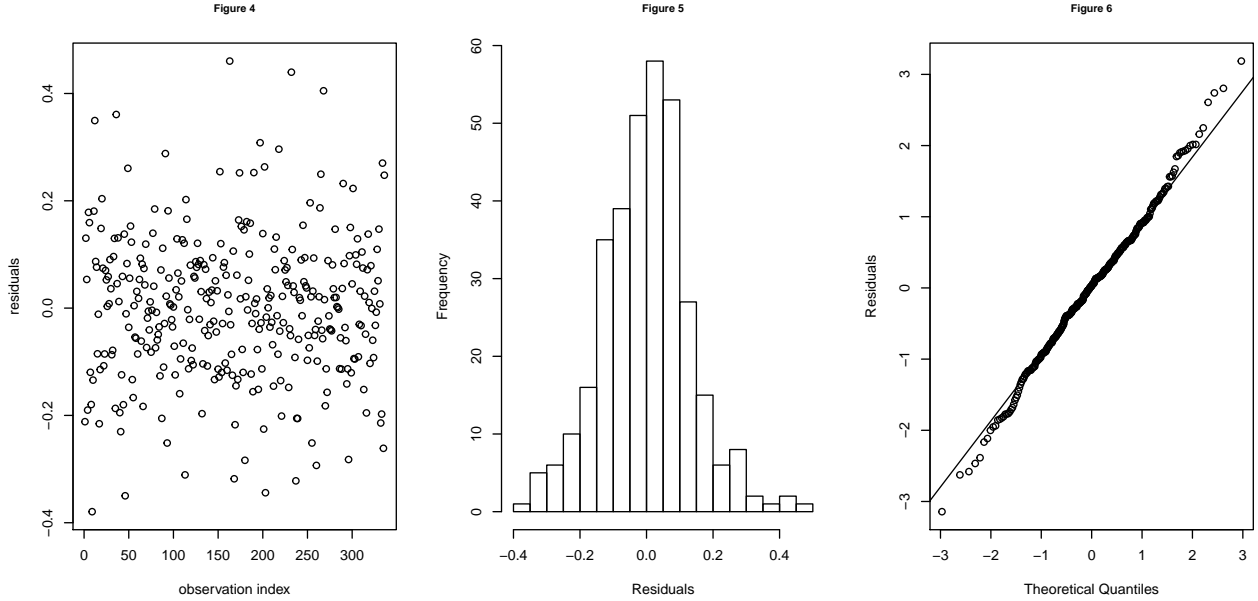 Figure 4
0.4
0.2
0.0
−0.2
−0.4
residuals
0 50 100 150 200 250 300
observation index
Figure 5
60
50
40
30
20
10
0
Frequency
−0.4 −0.2 0.0 0.2 0.4
Residuals
Figure 6
3
2
1
0
−1
−2
−3
Residuals
−3 −2 −1 0 1 2 3
Theoretical Quantiles